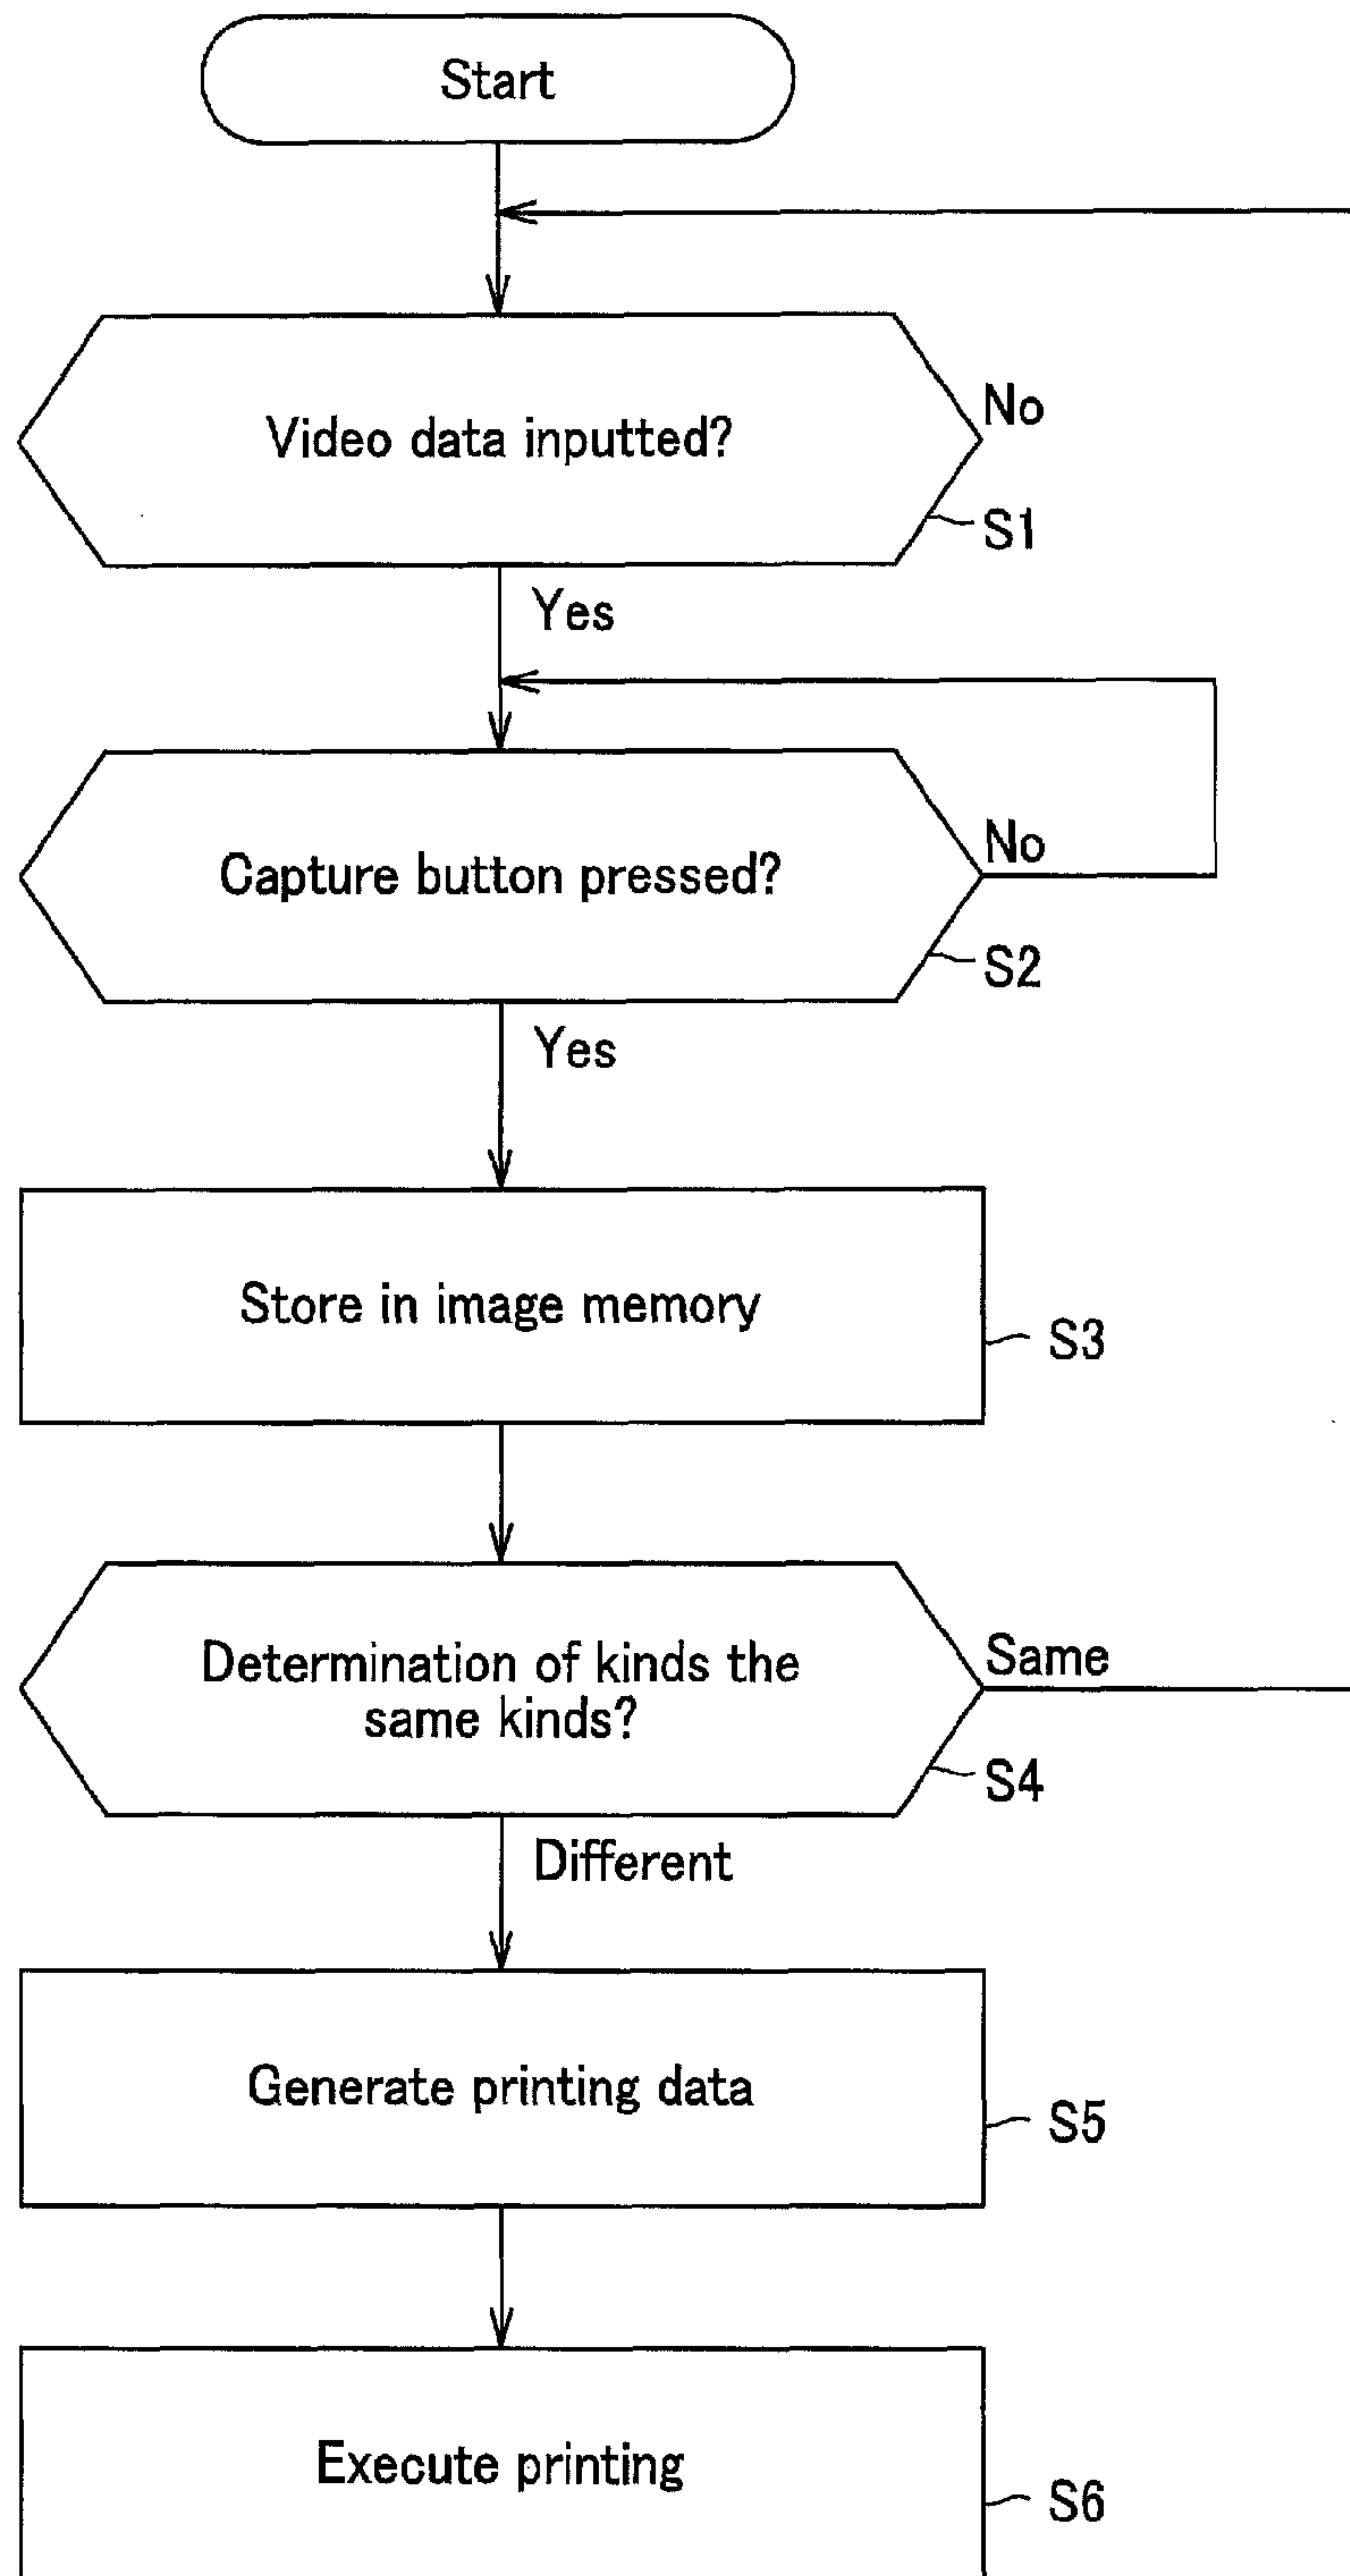 Start
Video data inputted?
No
S1
Yes
Capture button pressed?
No
S2
Yes
Store in image memory
S3
Determination of kinds the
same kinds?
Same
S4
Different
Generate printing data
S5
Execute printing
S6